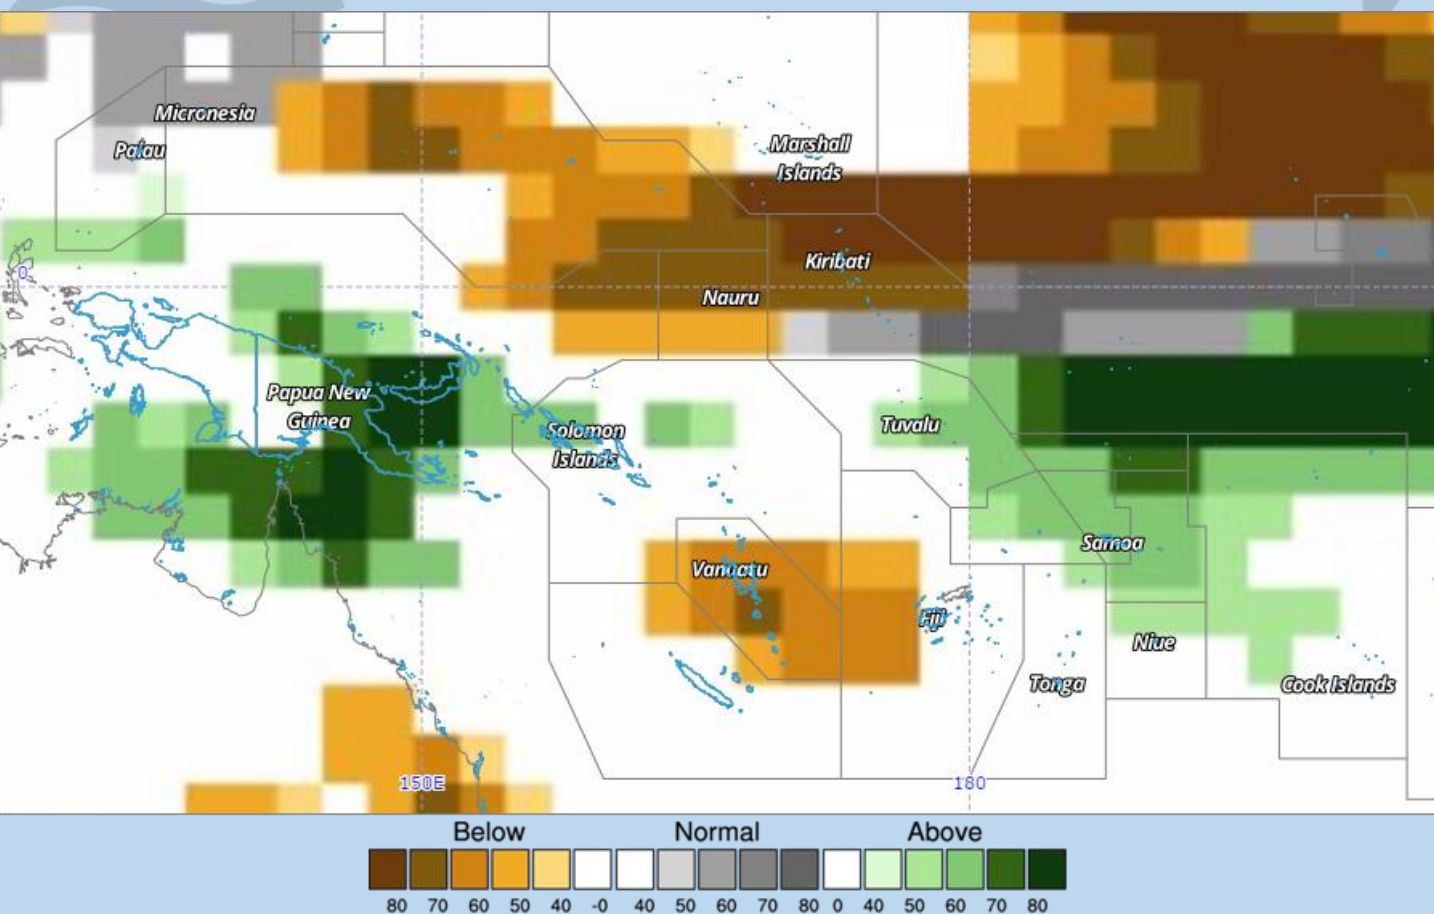 Micronesia
Palau
Marshall
Islands
0
Kiribati
Nauru
Papua New
Guinea
Solomon
Islands
Tuvalu
Samoa
Vanuatu
Fiji
Niue
Tonga
Cook Islands
150E
180
Below Normal Above
80 70 60 50 40 -0 40 50 60 70 80 0 40 50 60 70 80